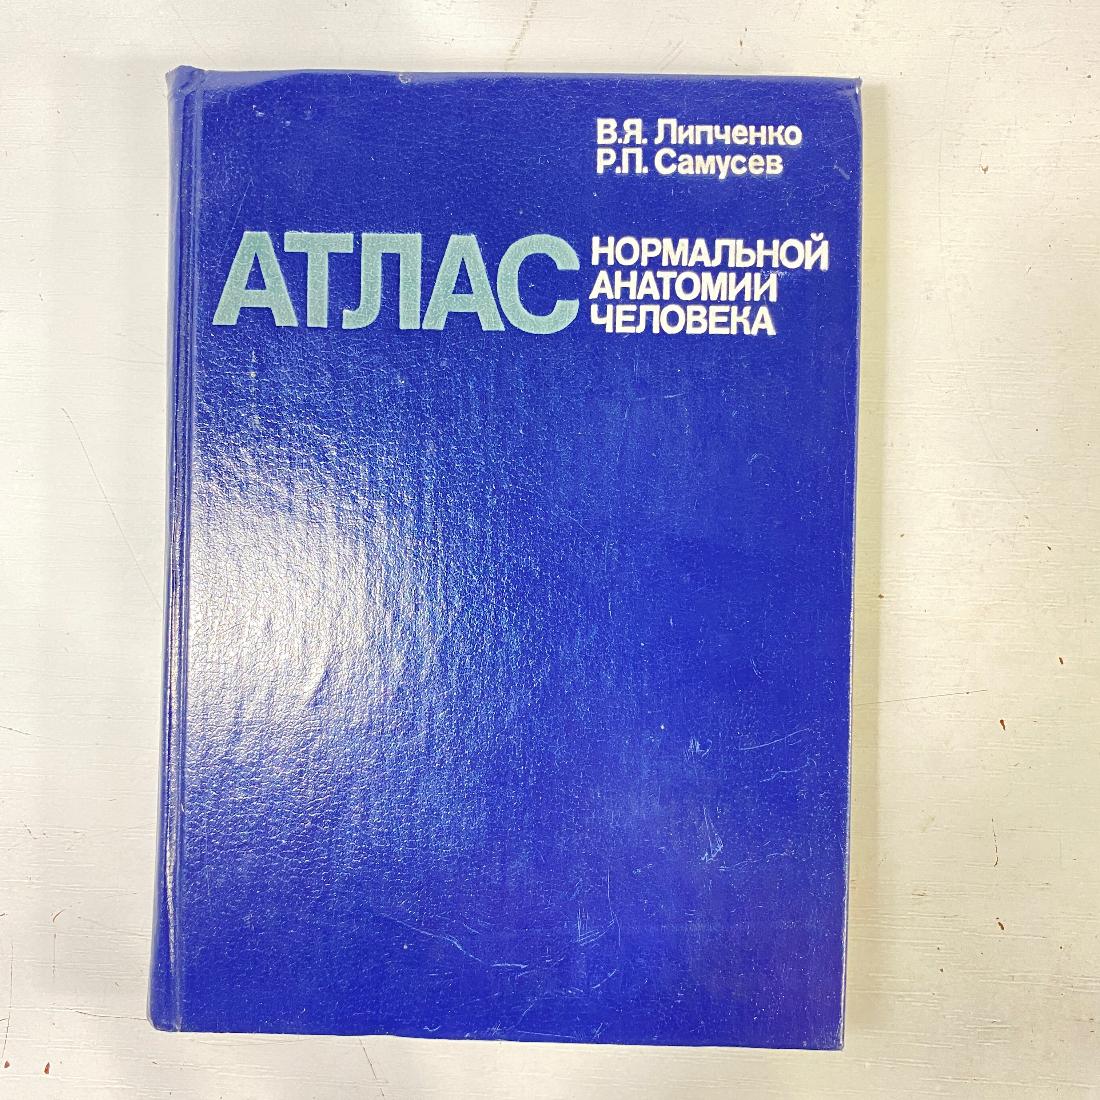 В.Я. Липченко
Р.П. Самусев
АТЛАС
НОРМАЛЬНОЙ
АНАТОМИИ
ЧЕЛОВЕКА